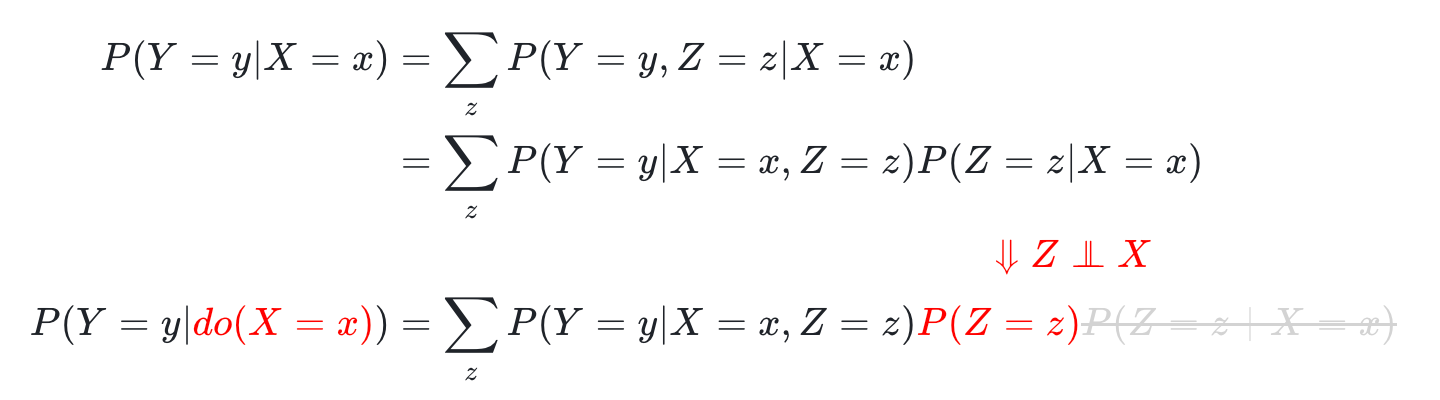 P(Y = y|X = x) = ∑_z P(Y = y, Z = z|X = x)
= ∑_z P(Y = y|X = x, Z = z)P(Z = z|X = x)
⇓ Z ⫫ X
P(Y = y|do(X = x)) = ∑_z P(Y = y|X = x, Z = z)P(Z = z)P(Z = z | X = x)